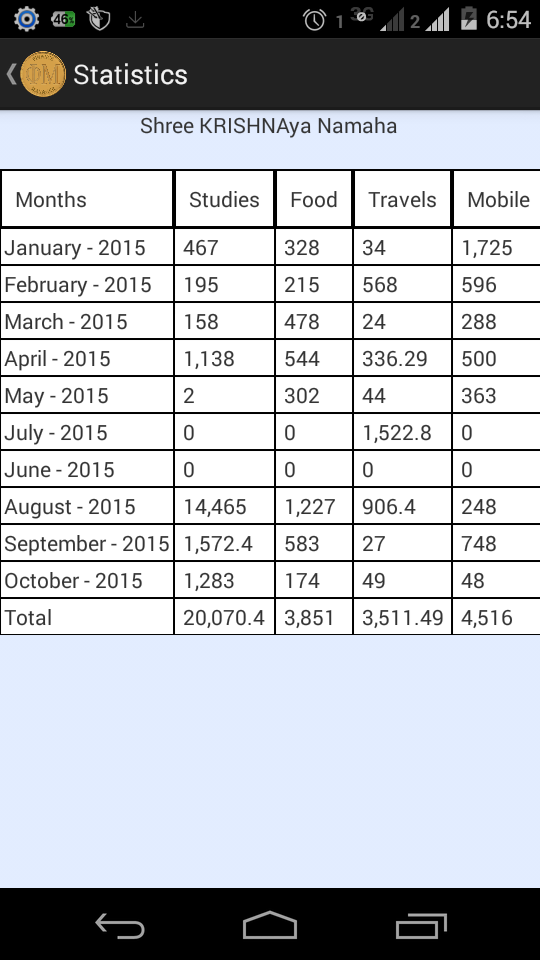 46%
1 3G 2 6:54
ΦM Statistics
Shree KRISHNAya Namaha
Months Studies Food Travels Mobile
January - 2015 467 328 34 1,725
February - 2015 195 215 568 596
March - 2015 158 478 24 288
April - 2015 1,138 544 336.29 500
May - 2015 2 302 44 363
July - 2015 0 0 1,522.8 0
June - 2015 0 0 0 0
August - 2015 14,465 1,227 906.4 248
September - 2015 1,572.4 583 27 748
October - 2015 1,283 174 49 48
Total 20,070.4 3,851 3,511.49 4,516